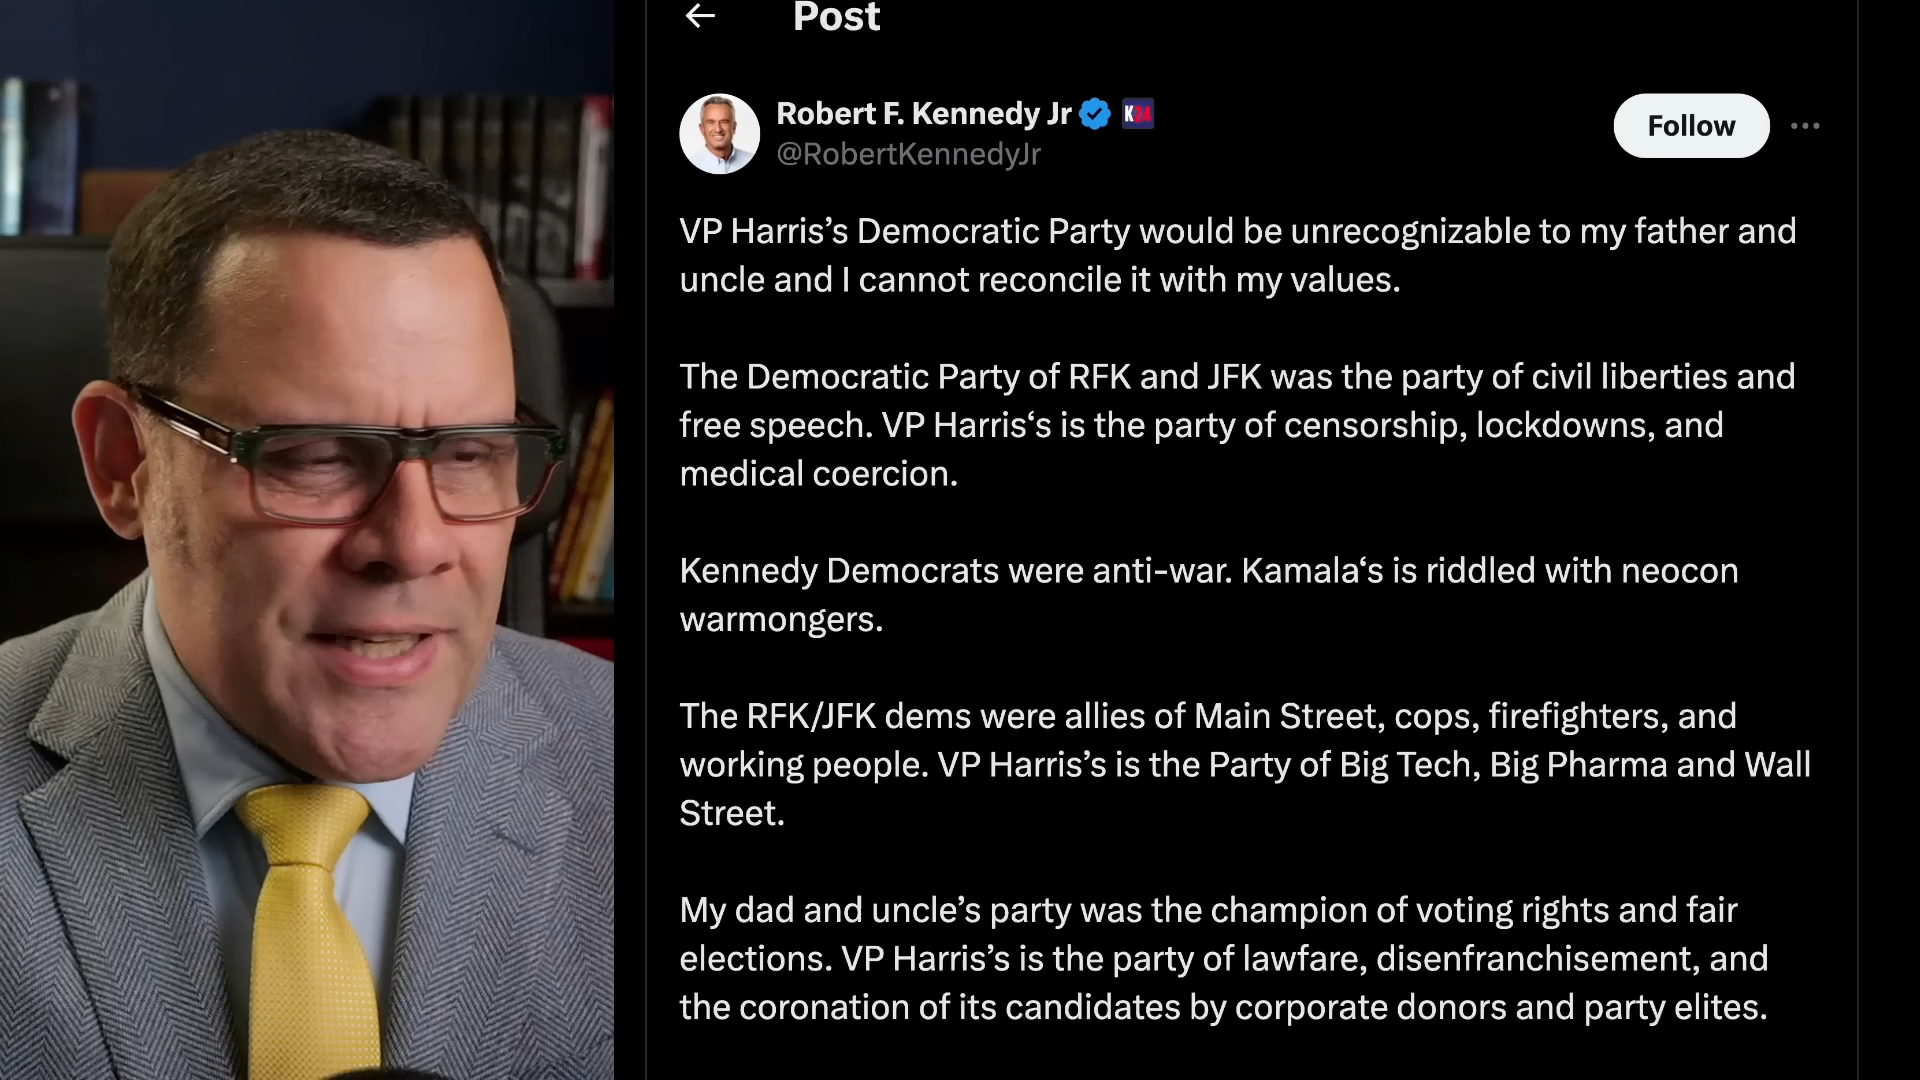 Post
Robert F. Kennedy Jr K24
@RobertKennedyJr
Follow
VP Harris’s Democratic Party would be unrecognizable to my father and
uncle and I cannot reconcile it with my values.
The Democratic Party of RFK and JFK was the party of civil liberties and
free speech. VP Harris‘s is the party of censorship, lockdowns, and
medical coercion.
Kennedy Democrats were anti-war. Kamala‘s is riddled with neocon
warmongers.
The RFK/JFK dems were allies of Main Street, cops, firefighters, and
working people. VP Harris’s is the Party of Big Tech, Big Pharma and Wall
Street.
My dad and uncle’s party was the champion of voting rights and fair
elections. VP Harris’s is the party of lawfare, disenfranchisement, and
the coronation of its candidates by corporate donors and party elites.